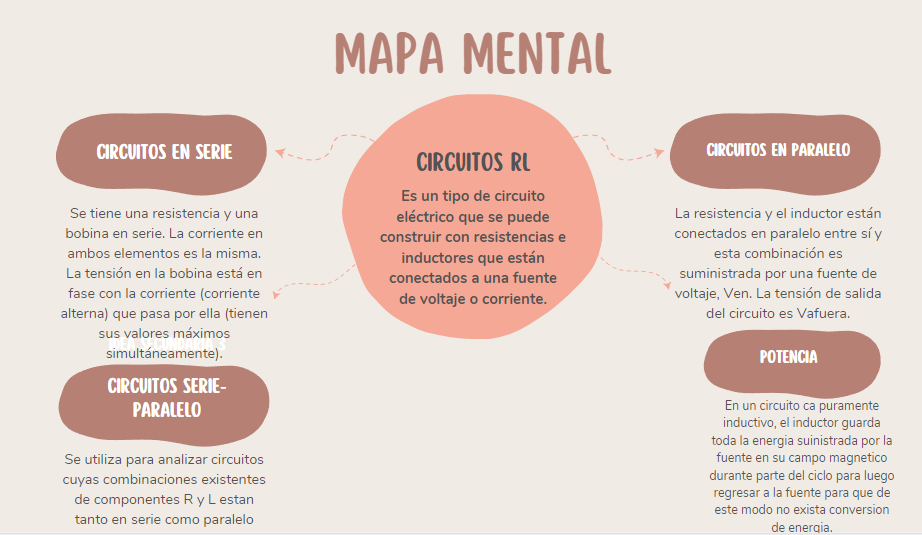 MAPA MENTAL
CIRCUITOS RL
Es un tipo de circuito
eléctrico que se puede
construir con resistencias e
inductores que están
conectados a una fuente
de voltaje o corriente.
CIRCUITOS EN SERIE
Se tiene una resistencia y una
bobina en serie. La corriente en
ambos elementos es la misma.
La tensión en la bobina está en
fase con la corriente (corriente
alterna) que pasa por ella (tienen
sus valores máximos
simultáneamente).
IDEA SECUNDARIA 3
CIRCUITOS SERIE-
PARALELO
Se utiliza para analizar circuitos
cuyas combinaciones existentes
de componentes R y L estan
tanto en serie como paralelo
CIRCUITOS EN PARALELO
La resistencia y el inductor están
conectados en paralelo entre sí y
esta combinación es
suministrada por una fuente de
voltaje, Ven. La tensión de salida
del circuito es Vafuera.
POTENCIA
En un circuito ca puramente
inductivo, el inductor guarda
toda la energia suinistrada por la
fuente en su campo magnetico
durante parte del ciclo para luego
regresar a la fuente para que de
este modo no exista conversion
de energia.